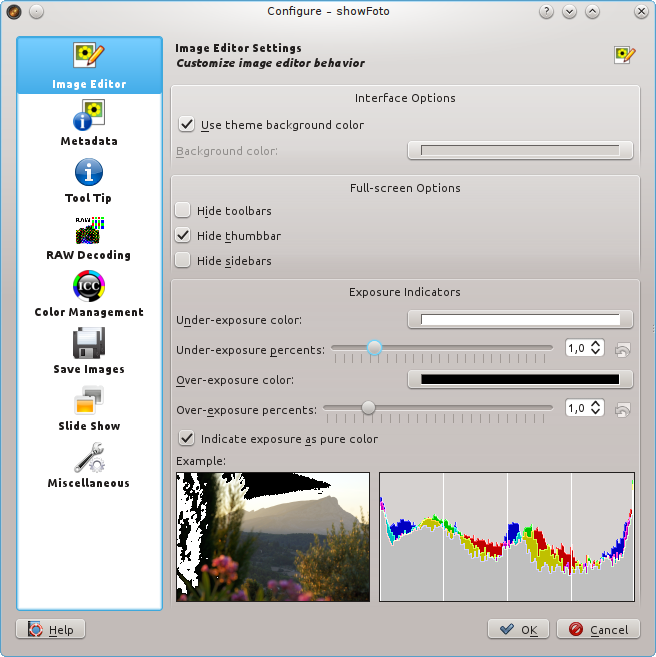 Configure - showFoto
Image Editor
Metadata
Tool Tip
RAW
RAW Decoding
ICC
Color Management
Save Images
Slide Show
Miscellaneous
Image Editor Settings
Customize image editor behavior
Interface Options
Use theme background color
Background color:
Full-screen Options
Hide toolbars
Hide thumbbar
Hide sidebars
Exposure Indicators
Under-exposure color:
Under-exposure percents:
1,0
Over-exposure color:
Over-exposure percents:
1,0
Indicate exposure as pure color
Example:
Help
OK
Cancel